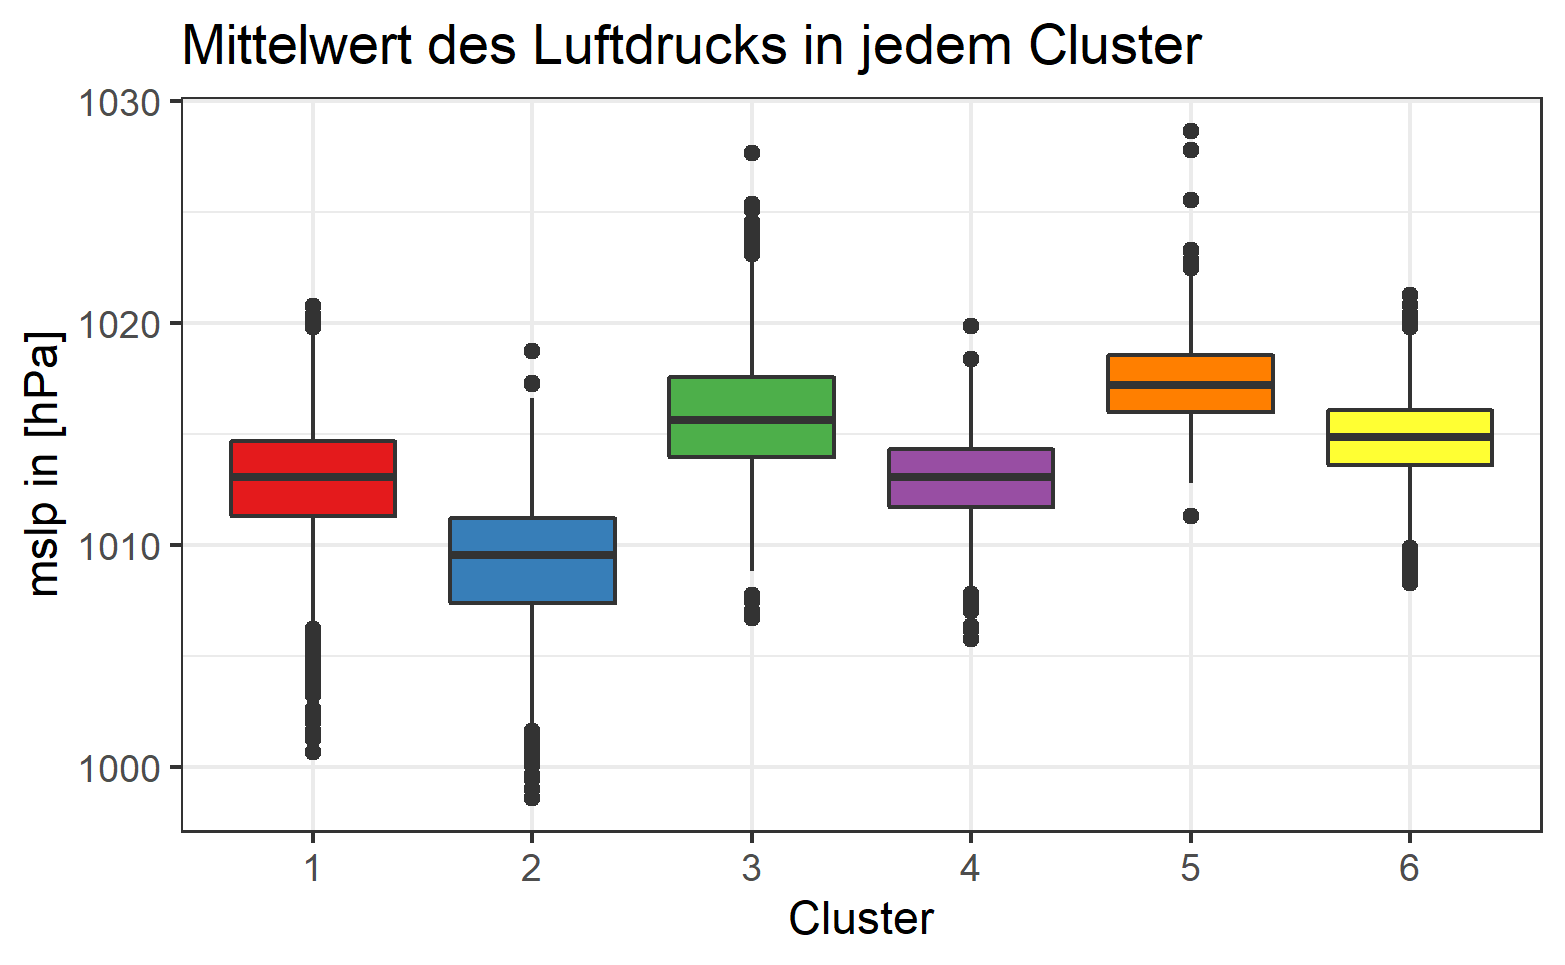 Mittelwert des Luftdrucks in jedem Cluster
mslp in [hPa]
1030
1020
1010
1000
1 2 3 4 5 6
Cluster